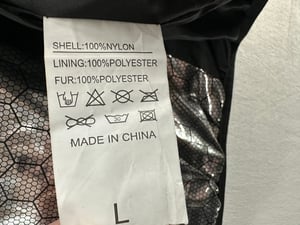 SHELL:100%NYLON
LINING:100%POLYESTER
FUR:100%POLYESTER
MADE IN CHINA
L